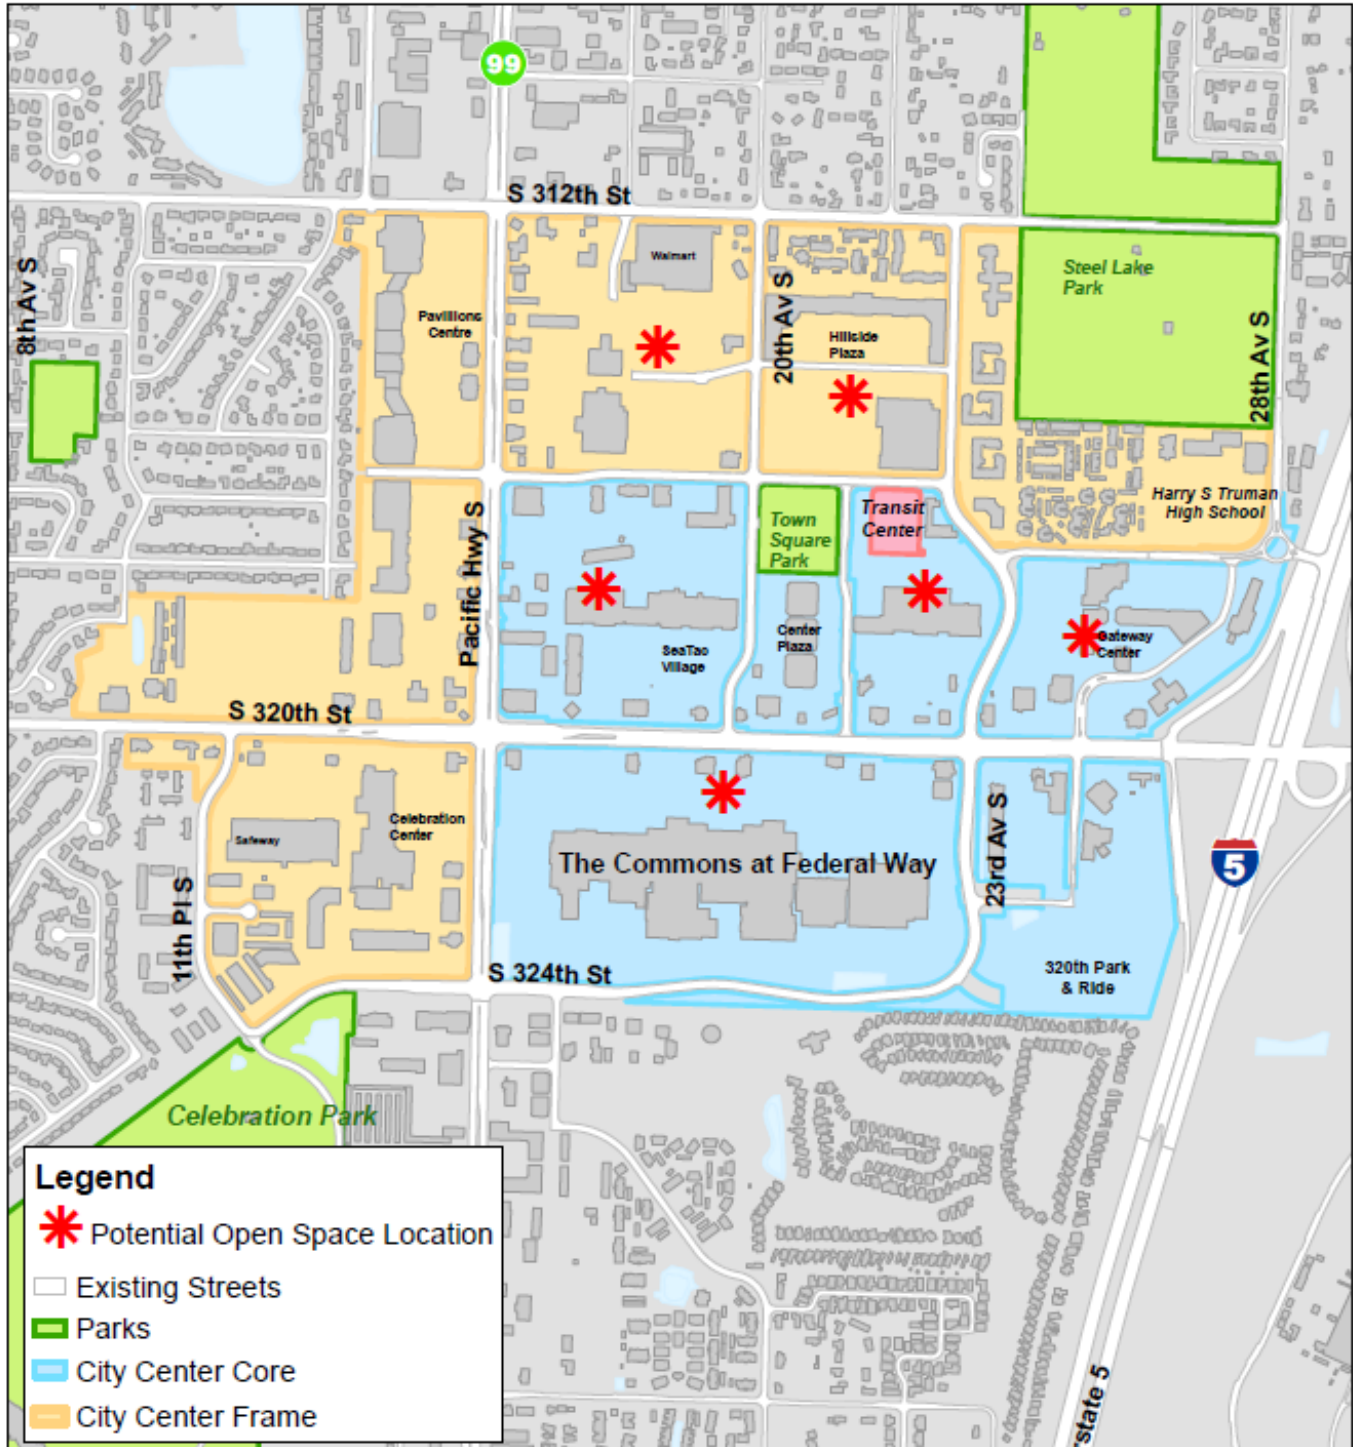 99
S 312th St
Walmart
8th Av S
Steel Lake
Park
20th Av S
Pavillions
Centre
Hillside
Plaza
28th Av S
Harry S Truman
High School
Transit
Center
Town
Square
Park
Pacific Hwy S
Center
Plaza
SeaTac
Village
Gateway
Center
S 320th St
Celebration
Center
Safeway
The Commons at Federal Way
23rd Av S
5
11th Pl S
S 324th St
320th Park
& Ride
Celebration Park
Legend
Potential Open Space Location
Existing Streets
Parks
City Center Core
City Center Frame
rstate 5